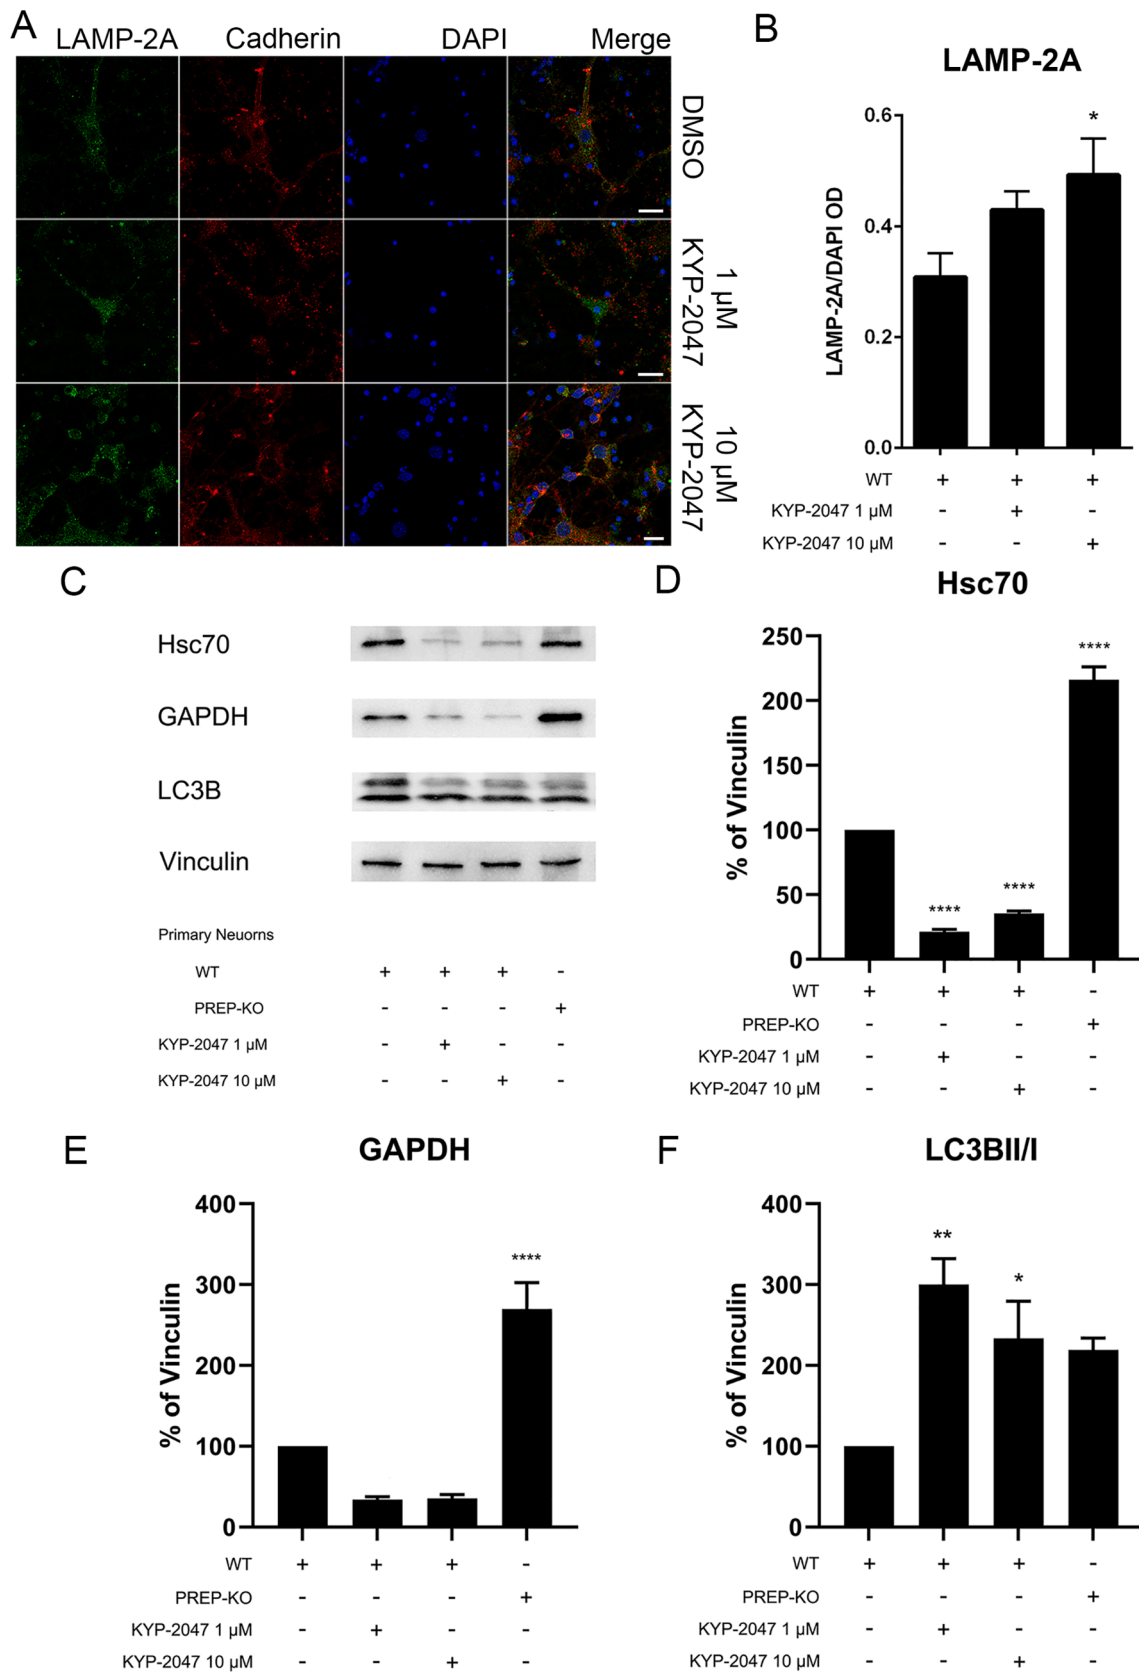 A
LAMP-2A Cadherin DAPI Merge
DMSO
1 μM
KYP-2047
10 μM
KYP-2047
B
LAMP-2A
LAMP-2A/DAPI OD
0.6
0.4
0.2
0.0
*
WT + + +
KYP-2047 1 μM - + -
KYP-2047 10 μM - - +
C
Hsc70
GAPDH
LC3B
Vinculin
Primary Neuorns
WT + + + -
PREP-KO - - - +
KYP-2047 1 μM - + - -
KYP-2047 10 μM - - + -
D
Hsc70
% of Vinculin
250
200
150
100
50
0
**** **** ****
WT + + + -
PREP-KO - - - +
KYP-2047 1 μM - + - -
KYP-2047 10 μM - - + -
E
GAPDH
% of Vinculin
400
300
200
100
0
****
WT + + + -
PREP-KO - - - +
KYP-2047 1 μM - + - -
KYP-2047 10 μM - - + -
F
LC3BII/I
% of Vinculin
400
300
200
100
0
** *
WT + + + -
PREP-KO - - - +
KYP-2047 1 μM - + - -
KYP-2047 10 μM - - + -